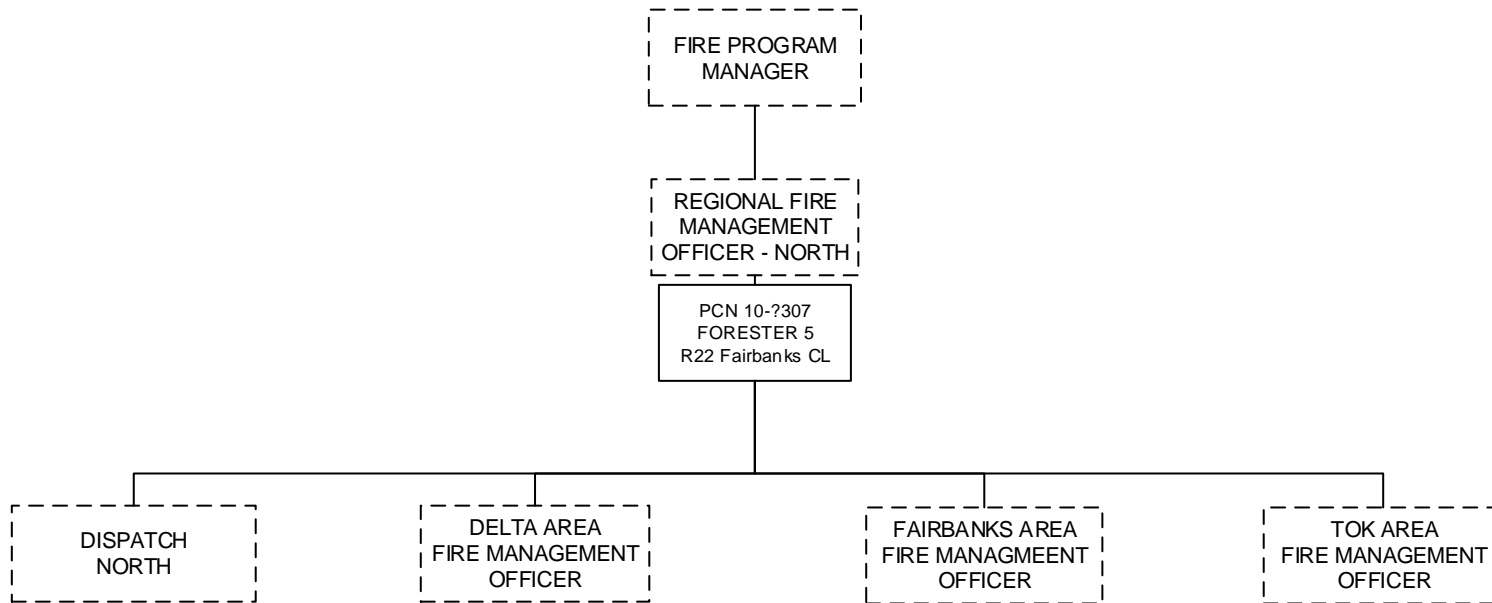 FIRE PROGRAM
MANAGER
REGIONAL FIRE
MANAGEMENT
OFFICER - NORTH
PCN 10-?307
FORESTER 5
R22 Fairbanks CL
DISPATCH
NORTH
DELTA AREA
FIRE MANAGEMENT
OFFICER
FAIRBANKS AREA
FIRE MANAGMEENT
OFFICER
TOK AREA
FIRE MANAGEMENT
OFFICER